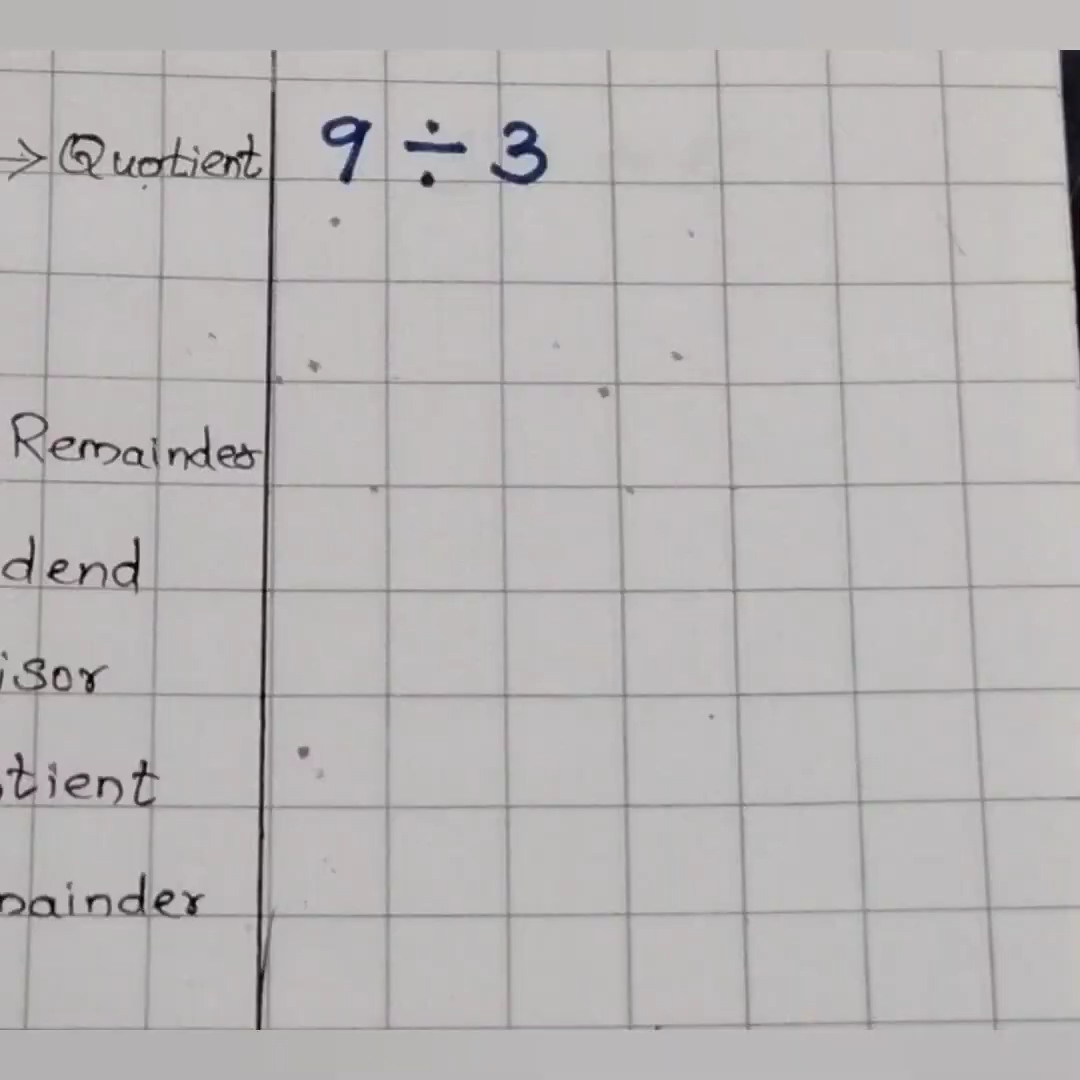 → Quotient 9 ÷ 3
Remainder
dend
isor
tient
ainder